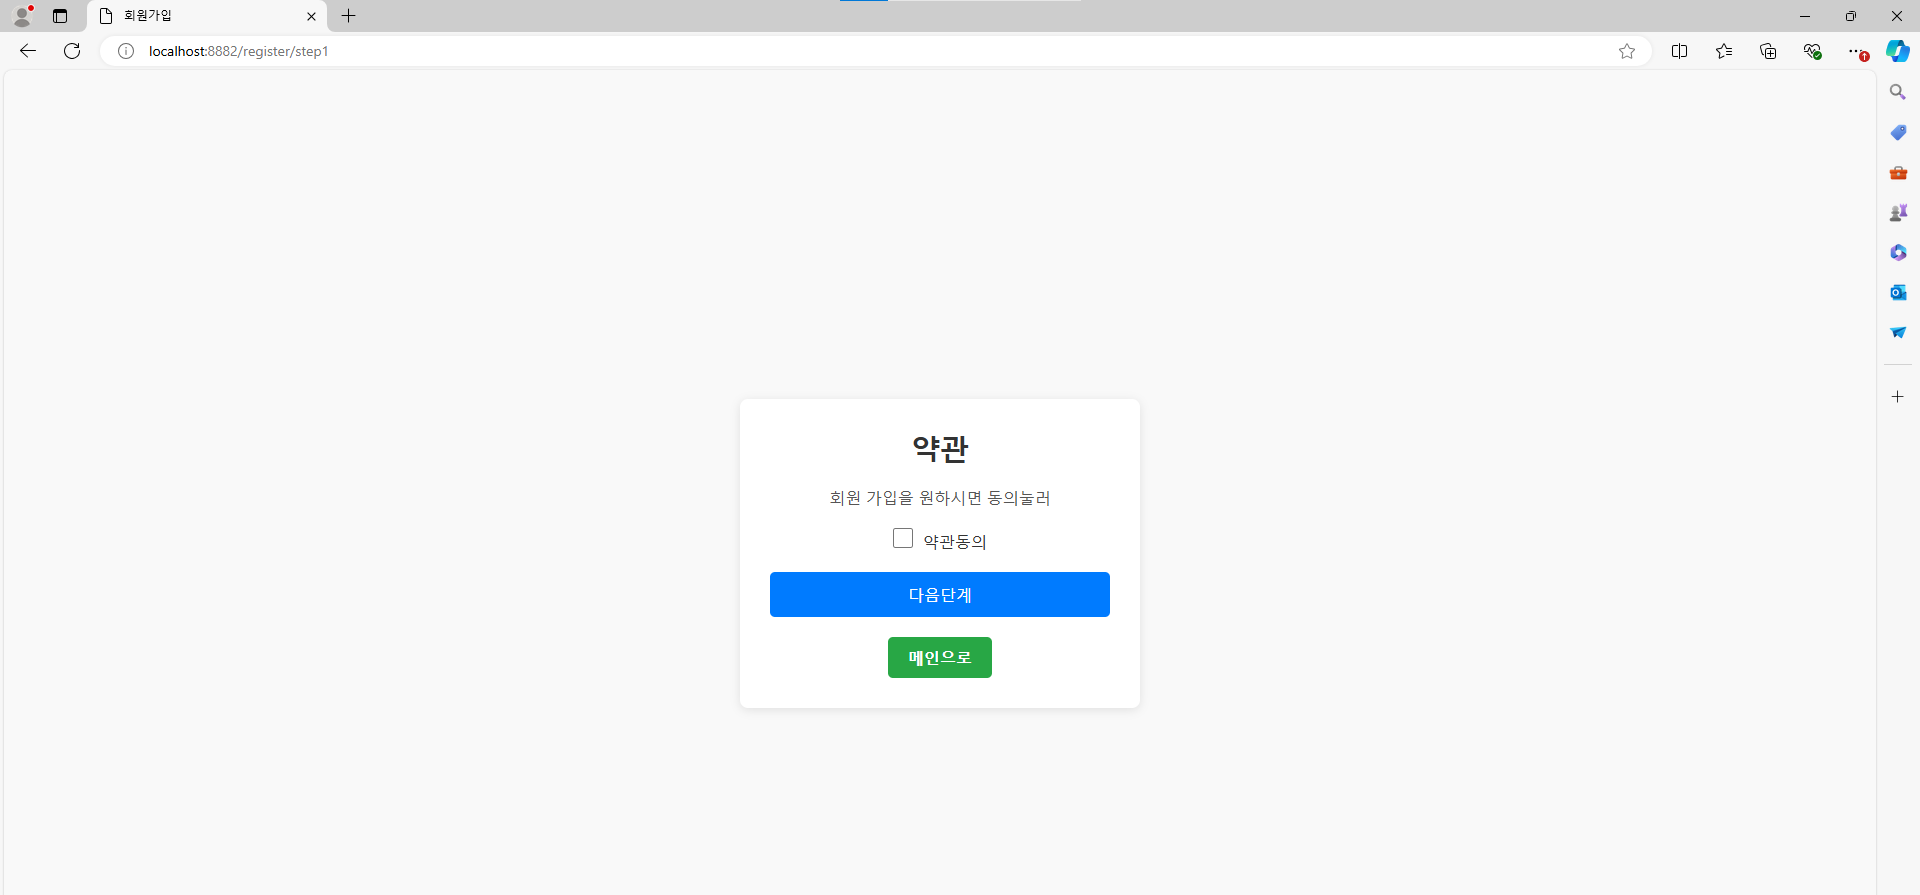 회원가입
localhost:8882/register/step1
약관
회원 가입을 원하시면 동의눌러
약관동의
다음단계
메인으로